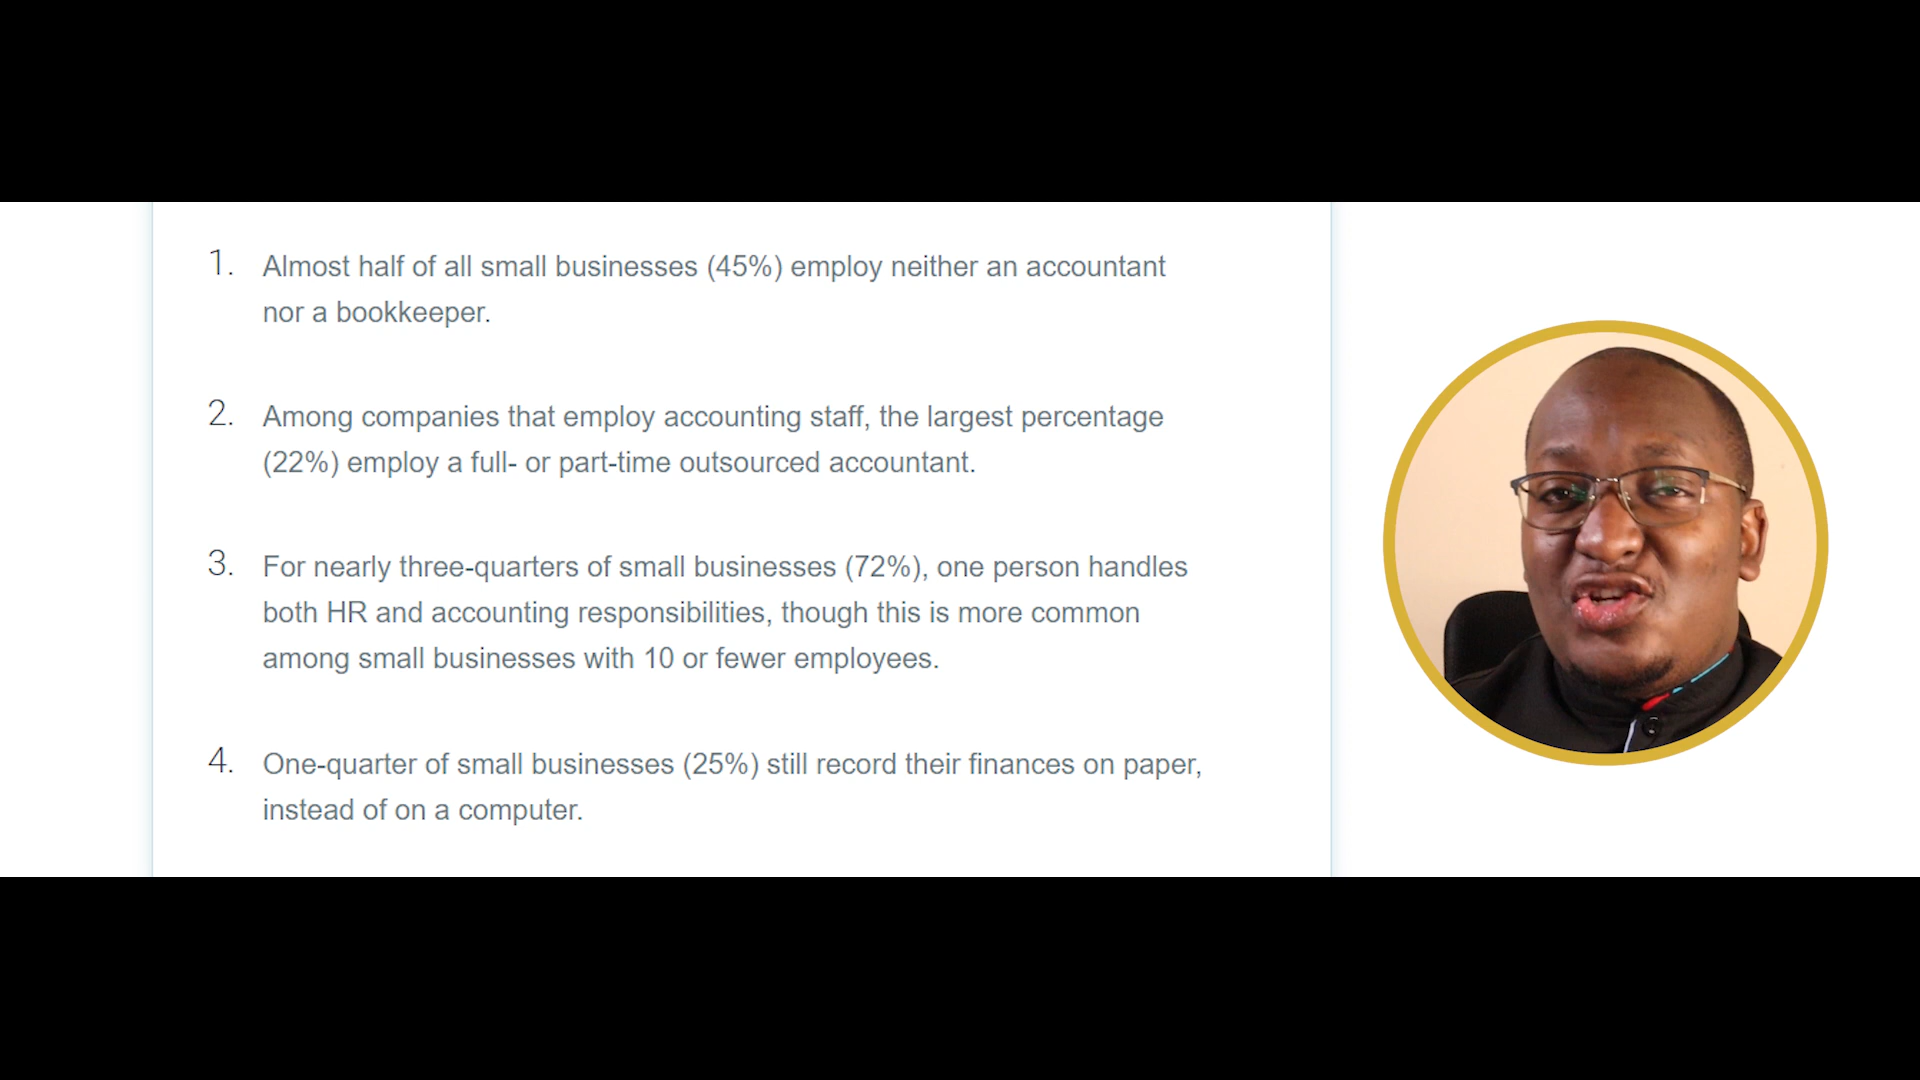 1. Almost half of all small businesses (45%) employ neither an accountant
nor a bookkeeper.
2. Among companies that employ accounting staff, the largest percentage
(22%) employ a full- or part-time outsourced accountant.
3. For nearly three-quarters of small businesses (72%), one person handles
both HR and accounting responsibilities, though this is more common
among small businesses with 10 or fewer employees.
4. One-quarter of small businesses (25%) still record their finances on paper,
instead of on a computer.